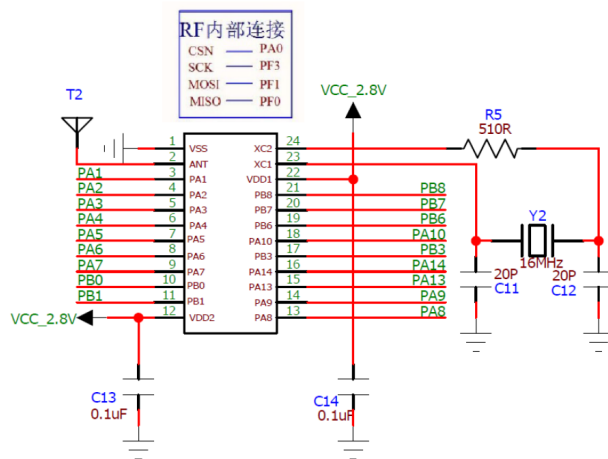 RF内部连接
CSN PA0
SCK PF3
MOSI PF1
MISO PF0
T2
VCC_2.8V
R5
510R
1 VSS XC2 24
2 ANT XC1 23
PA1 3 PA1 VDD1 22
PA2 4 PA2 PB8 21 PB8
PA3 5 PA3 PB7 20 PB7
PA4 6 PA4 PB6 19 PB6
PA5 7 PA5 PA10 18 PA10
PA6 8 PA6 PB3 17 PB3
PA7 9 PA7 PA14 16 PA14
PB0 10 PB0 PA13 15 PA13
PB1 11 PB1 PA9 14 PA9
VCC_2.8V 12 VDD2 PA8 13 PA8
Y2
16MHz
20P
C11
20P
C12
C13
0.1uF
C14
0.1uF